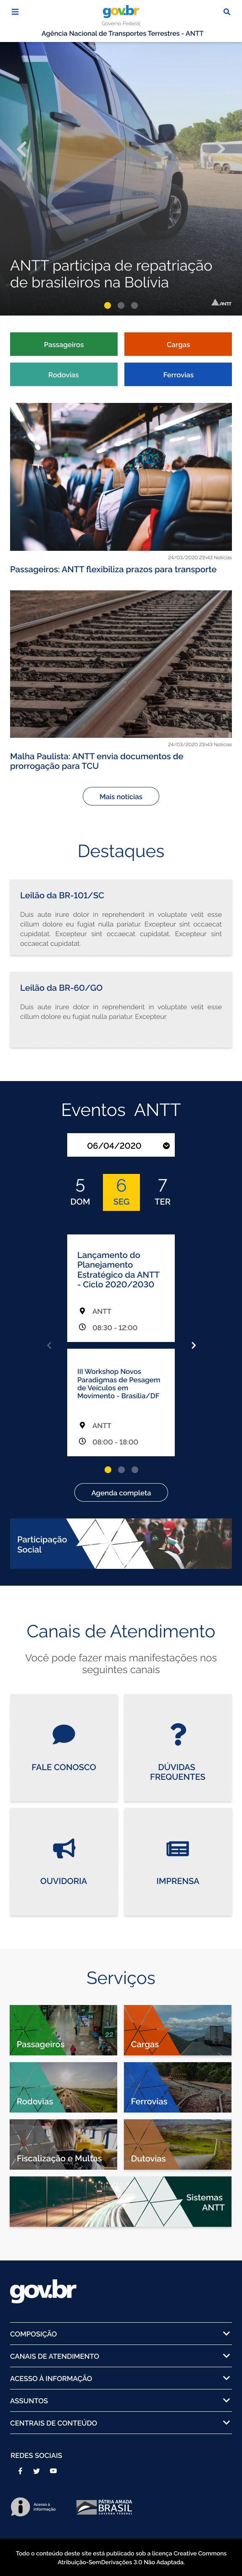 gov.br
Governo Federal
Agência Nacional de Transportes Terrestres - ANTT
ANTT participa de repatriação
de brasileiros na Bolívia
ANTT
Passageiros
Cargas
Rodovias
Ferrovias
24/03/2020 21h43 Notícias
Passageiros: ANTT flexibiliza prazos para transporte
24/03/2020 21h43 Notícias
Malha Paulista: ANTT envia documentos de
prorrogação para TCU
Mais notícias
Destaques
Leilão da BR-101/SC
Duis aute irure dolor in reprehenderit in voluptate velit esse
cillum dolore eu fugiat nulla pariatur. Excepteur sint occaecat
cupidatat. Excepteur sint occaecat cupidatat. Excepteur sint
occaecat cupidatat.
Leilão da BR-60/GO
Duis aute irure dolor in reprehenderit in voluptate velit esse
cillum dolore eu fugiat nulla pariatur. Excepteur.
Eventos ANTT
06/04/2020
5 6 7
DOM SEG TER
Lançamento do
Planejamento
Estratégico da ANTT
- Ciclo 2020/2030
ANTT
08:30 - 12:00
III Workshop Novos
Paradigmas de Pesagem
de Veículos em
Movimento - Brasília/DF
ANTT
08:00 - 18:00
Agenda completa
Participação
Social
Canais de Atendimento
Você pode fazer mais manifestações nos
seguintes canais
FALE CONOSCO
DÚVIDAS
FREQUENTES
OUVIDORIA
IMPRENSA
Serviços
22
Passageiros
Cargas
Rodovias
Ferrovias
Fiscalização e Multas
Dutovias
Sistemas
ANTT
gov.br
COMPOSIÇÃO
CANAIS DE ATENDIMENTO
ACESSO À INFORMAÇÃO
ASSUNTOS
CENTRAIS DE CONTEÚDO
REDES SOCIAIS
Acesso à
Informação
PÁTRIA AMADA
BRASIL
GOVERNO FEDERAL
Todo o conteúdo deste site está publicado sob a licença Creative Commons
Atribuição-SemDerivações 3.0 Não Adaptada.